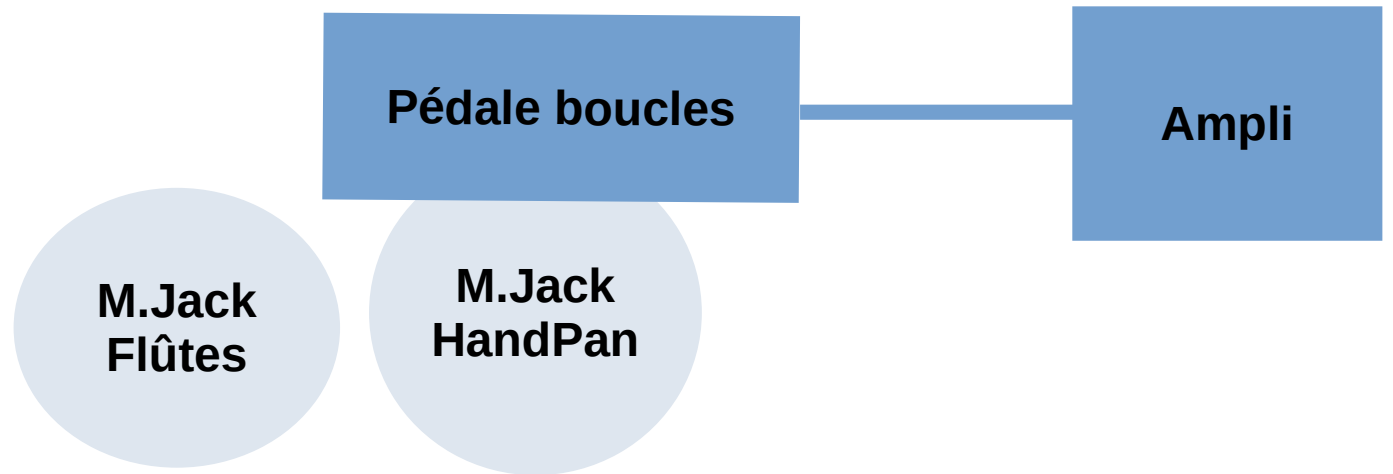 Pédale boucles
Ampli
M.Jack
Flûtes
M.Jack
HandPan